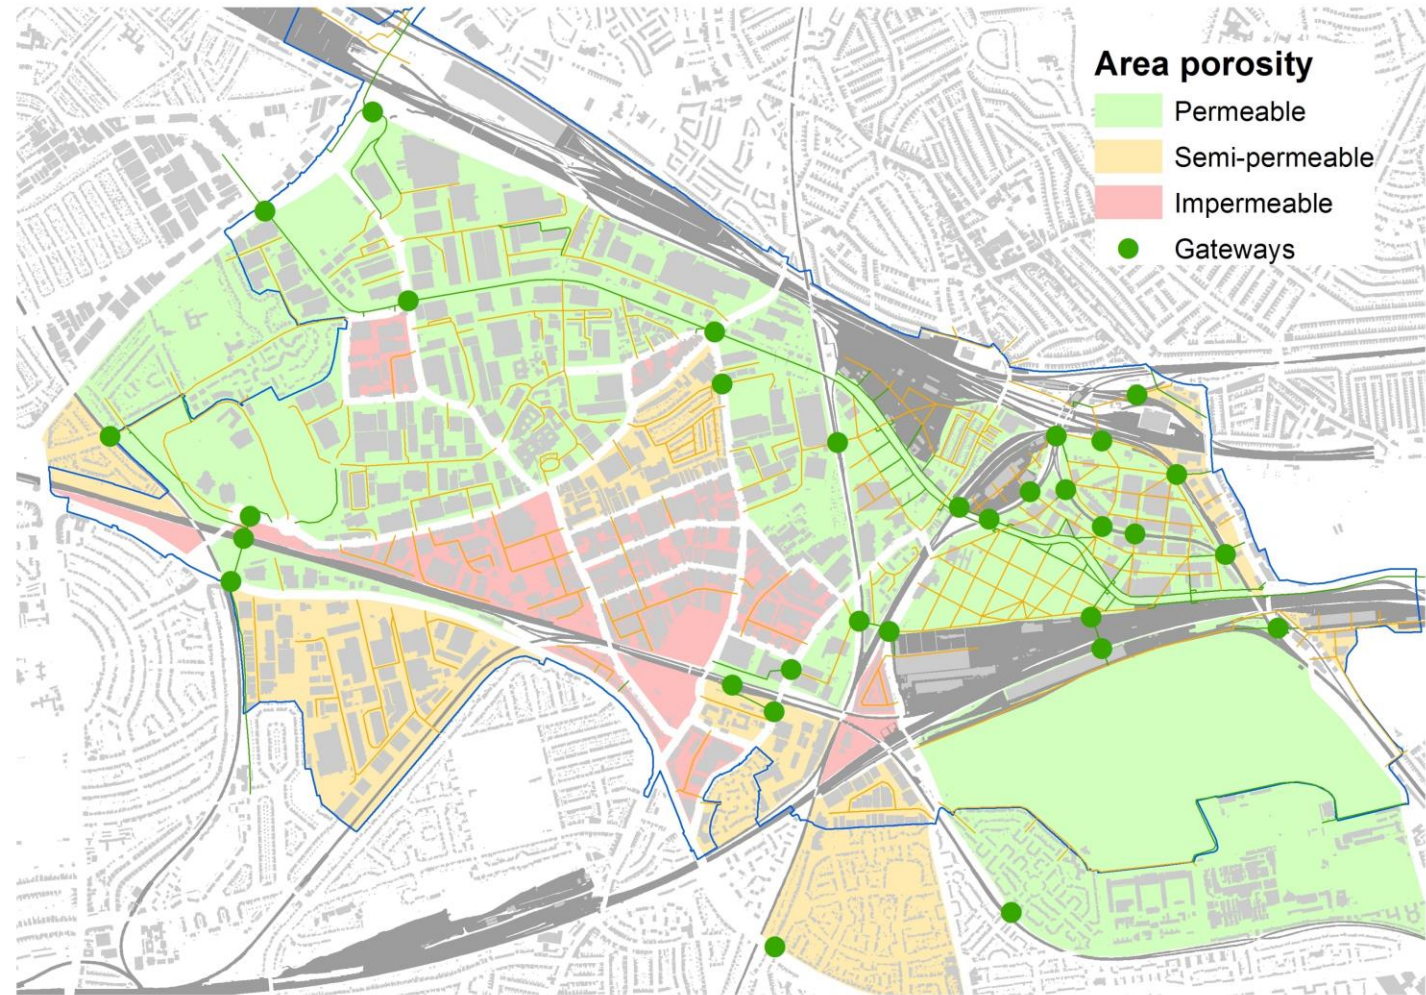 Area porosity
Permeable
Semi-permeable
Impermeable
Gateways